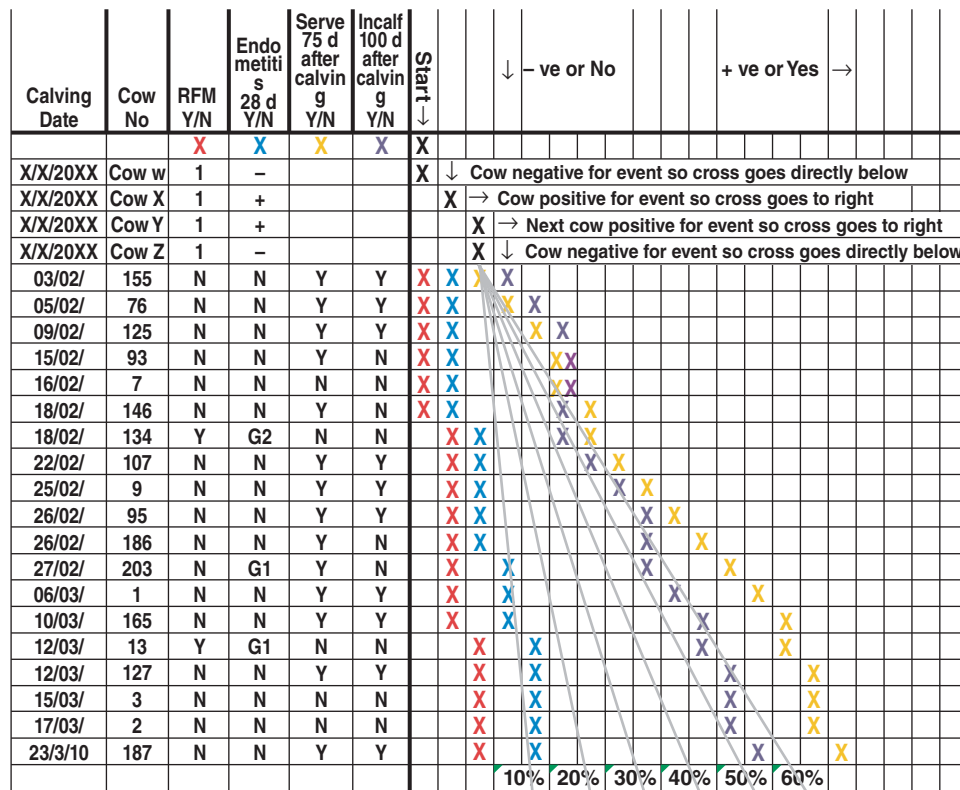 Calving Date Cow No RFM Y/N Endo metiti s 28 d Y/N Serve 75 d after calvin g Y/N Incalf 100 d after calvin g Y/N Start ↓ ↓ – ve or No + ve or Yes →
X X X X X
X/X/20XX Cow w 1 – X ↓ Cow negative for event so cross goes directly below
X/X/20XX Cow X 1 + X → Cow positive for event so cross goes to right
X/X/20XX Cow Y 1 + X → Next cow positive for event so cross goes to right
X/X/20XX Cow Z 1 – X ↓ Cow negative for event so cross goes directly below
03/02/ 155 N N Y Y X X X X
05/02/ 76 N N Y Y X X X X
09/02/ 125 N N Y Y X X X X
15/02/ 93 N N Y N X X X X
16/02/ 7 N N N N X X X X
18/02/ 146 N N Y N X X X X
18/02/ 134 Y G2 N N X X X X
22/02/ 107 N N Y Y X X X X
25/02/ 9 N N Y Y X X X X
26/02/ 95 N N Y Y X X X X
26/02/ 186 N N Y N X X X X
27/02/ 203 N G1 Y N X X X X
06/03/ 1 N N Y Y X X X X
10/03/ 165 N N Y Y X X X X
12/03/ 13 Y G1 N N X X X X
12/03/ 127 N N Y Y X X X X
15/03/ 3 N N N N X X X X
17/03/ 2 N N N N X X X X
23/3/10 187 N N Y Y X X X X
10% 20% 30% 40% 50% 60%